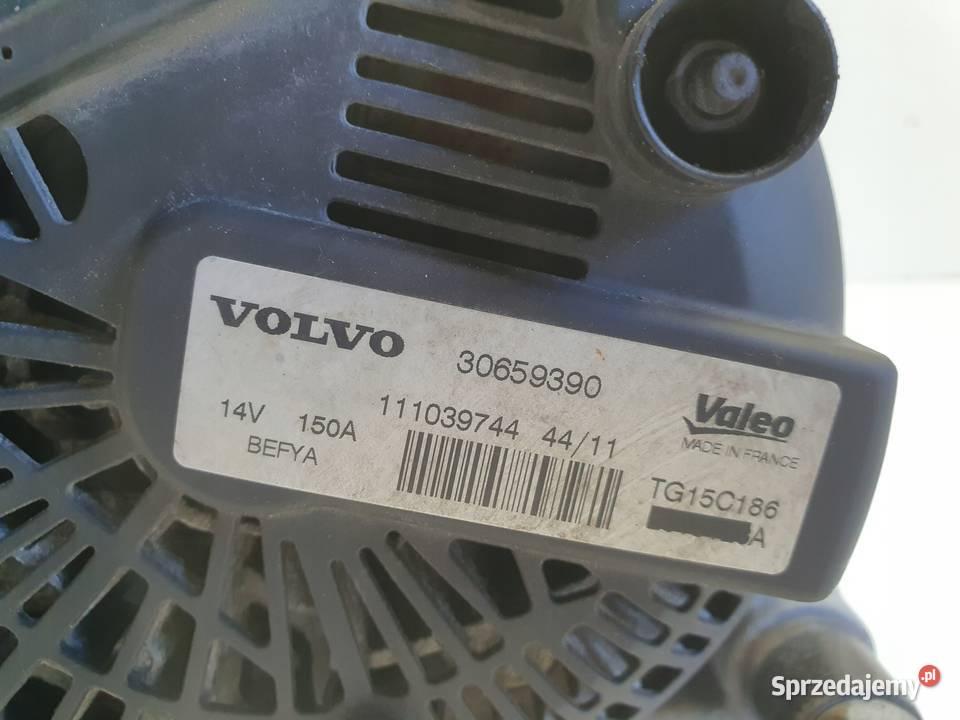 VOLVO 30659390
14V 150A 111039744 44/11
BEFYA
Valeo
MADE IN FRANCE
TG15C186
A
Sprzedajemy.pl